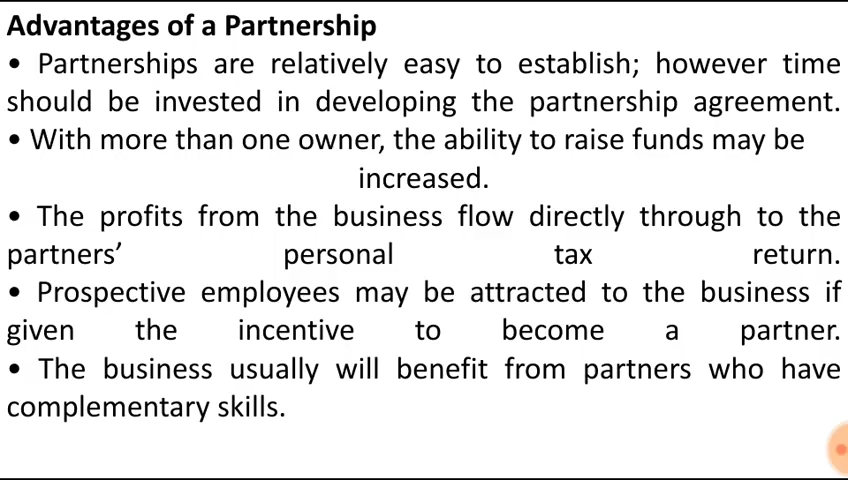 Advantages of a Partnership
• Partnerships are relatively easy to establish; however time
should be invested in developing the partnership agreement.
• With more than one owner, the ability to raise funds may be
increased.
• The profits from the business flow directly through to the
partners’ personal tax return.
• Prospective employees may be attracted to the business if
given the incentive to become a partner.
• The business usually will benefit from partners who have
complementary skills.